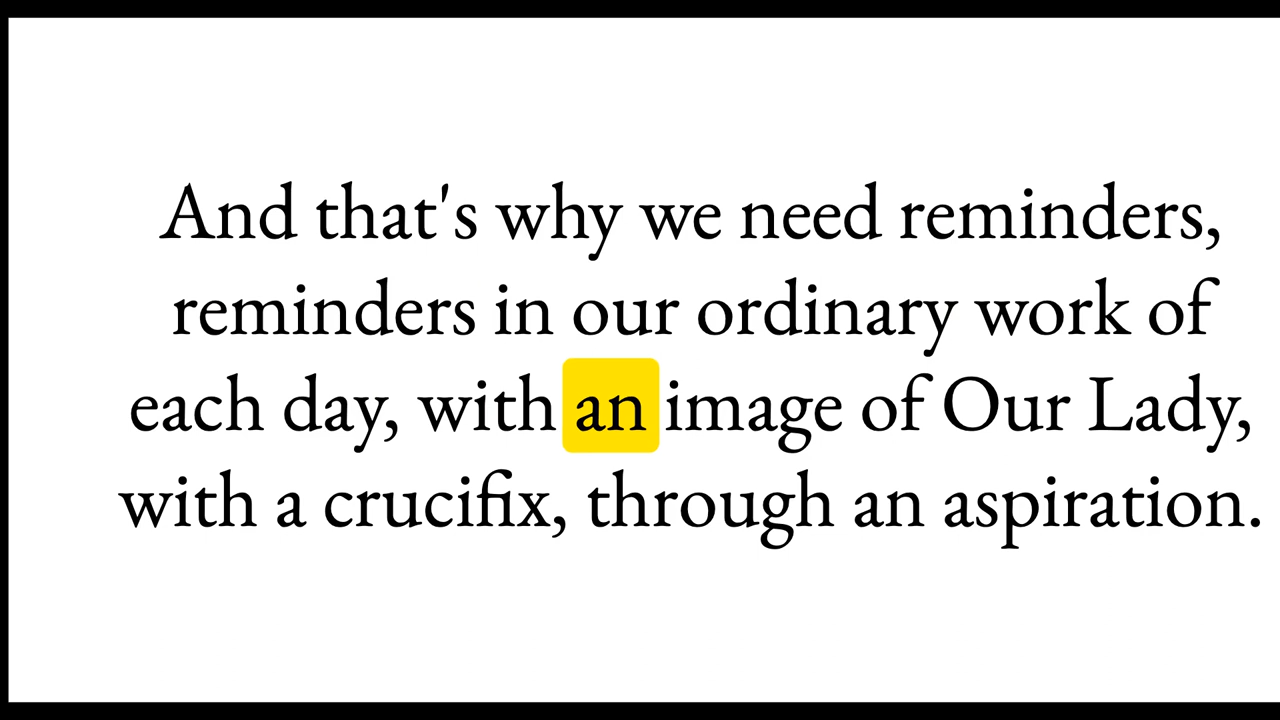 And that's why we need reminders,
reminders in our ordinary work of
each day, with an image of Our Lady,
with a crucifix, through an aspiration.